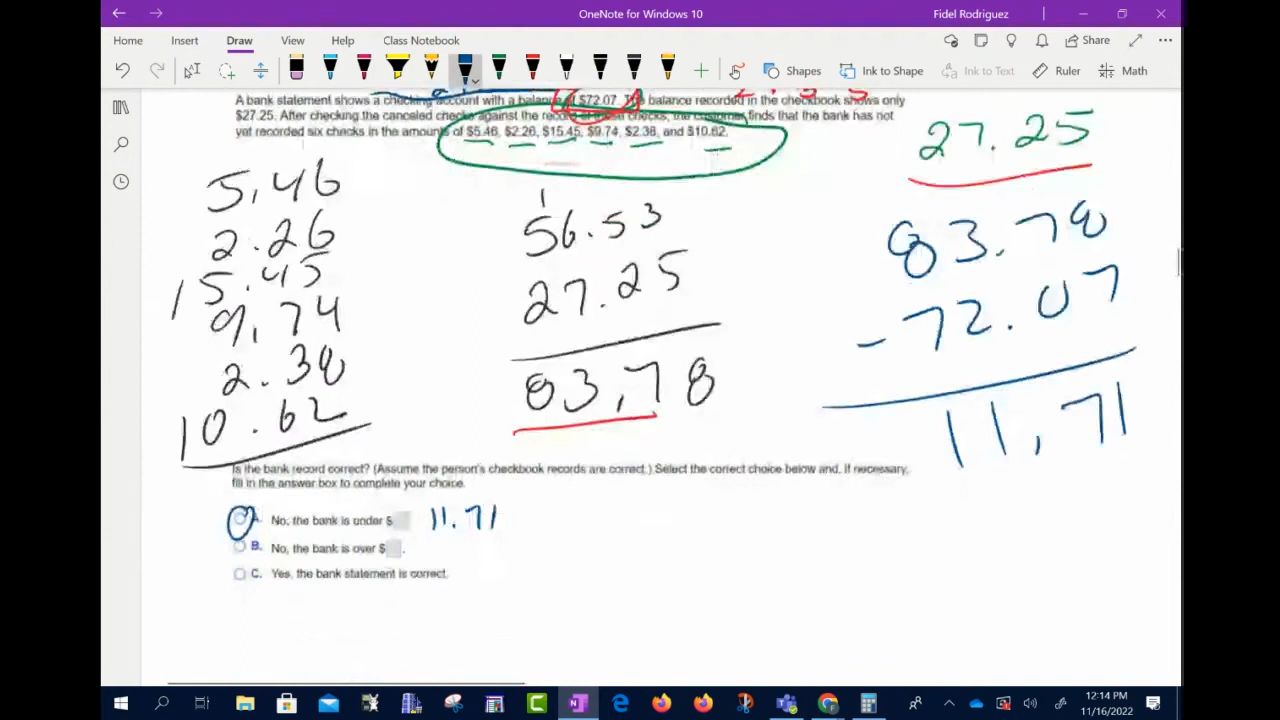 OneNote for Windows 10
Fidel Rodriguez
Home Insert Draw View Help Class Notebook
Share
Shapes Ink to Shape Ink to Text Ruler Math
A bank statement shows a checking account with a balance of $72.07. The balance recorded in the checkbook shows only
$27.25. After checking the canceled checks against the record of these checks, the customer finds that the bank has not
yet recorded six checks in the amounts of $5.46, $2.26, $15.45, $9.74, $2.38, and $10.62.
27.25
5.46
2.26
15.45
9.74
2.38
10.62
1
56.53
27.25
83.78
83.78
- 72.07
11.71
Is the bank record correct? (Assume the person's checkbook records are correct.) Select the correct choice below and, if necessary,
fill in the answer box to complete your choice.
A. No, the bank is under $ 11.71
B. No, the bank is over $ .
C. Yes, the bank statement is correct.
12:14 PM
11/16/2022